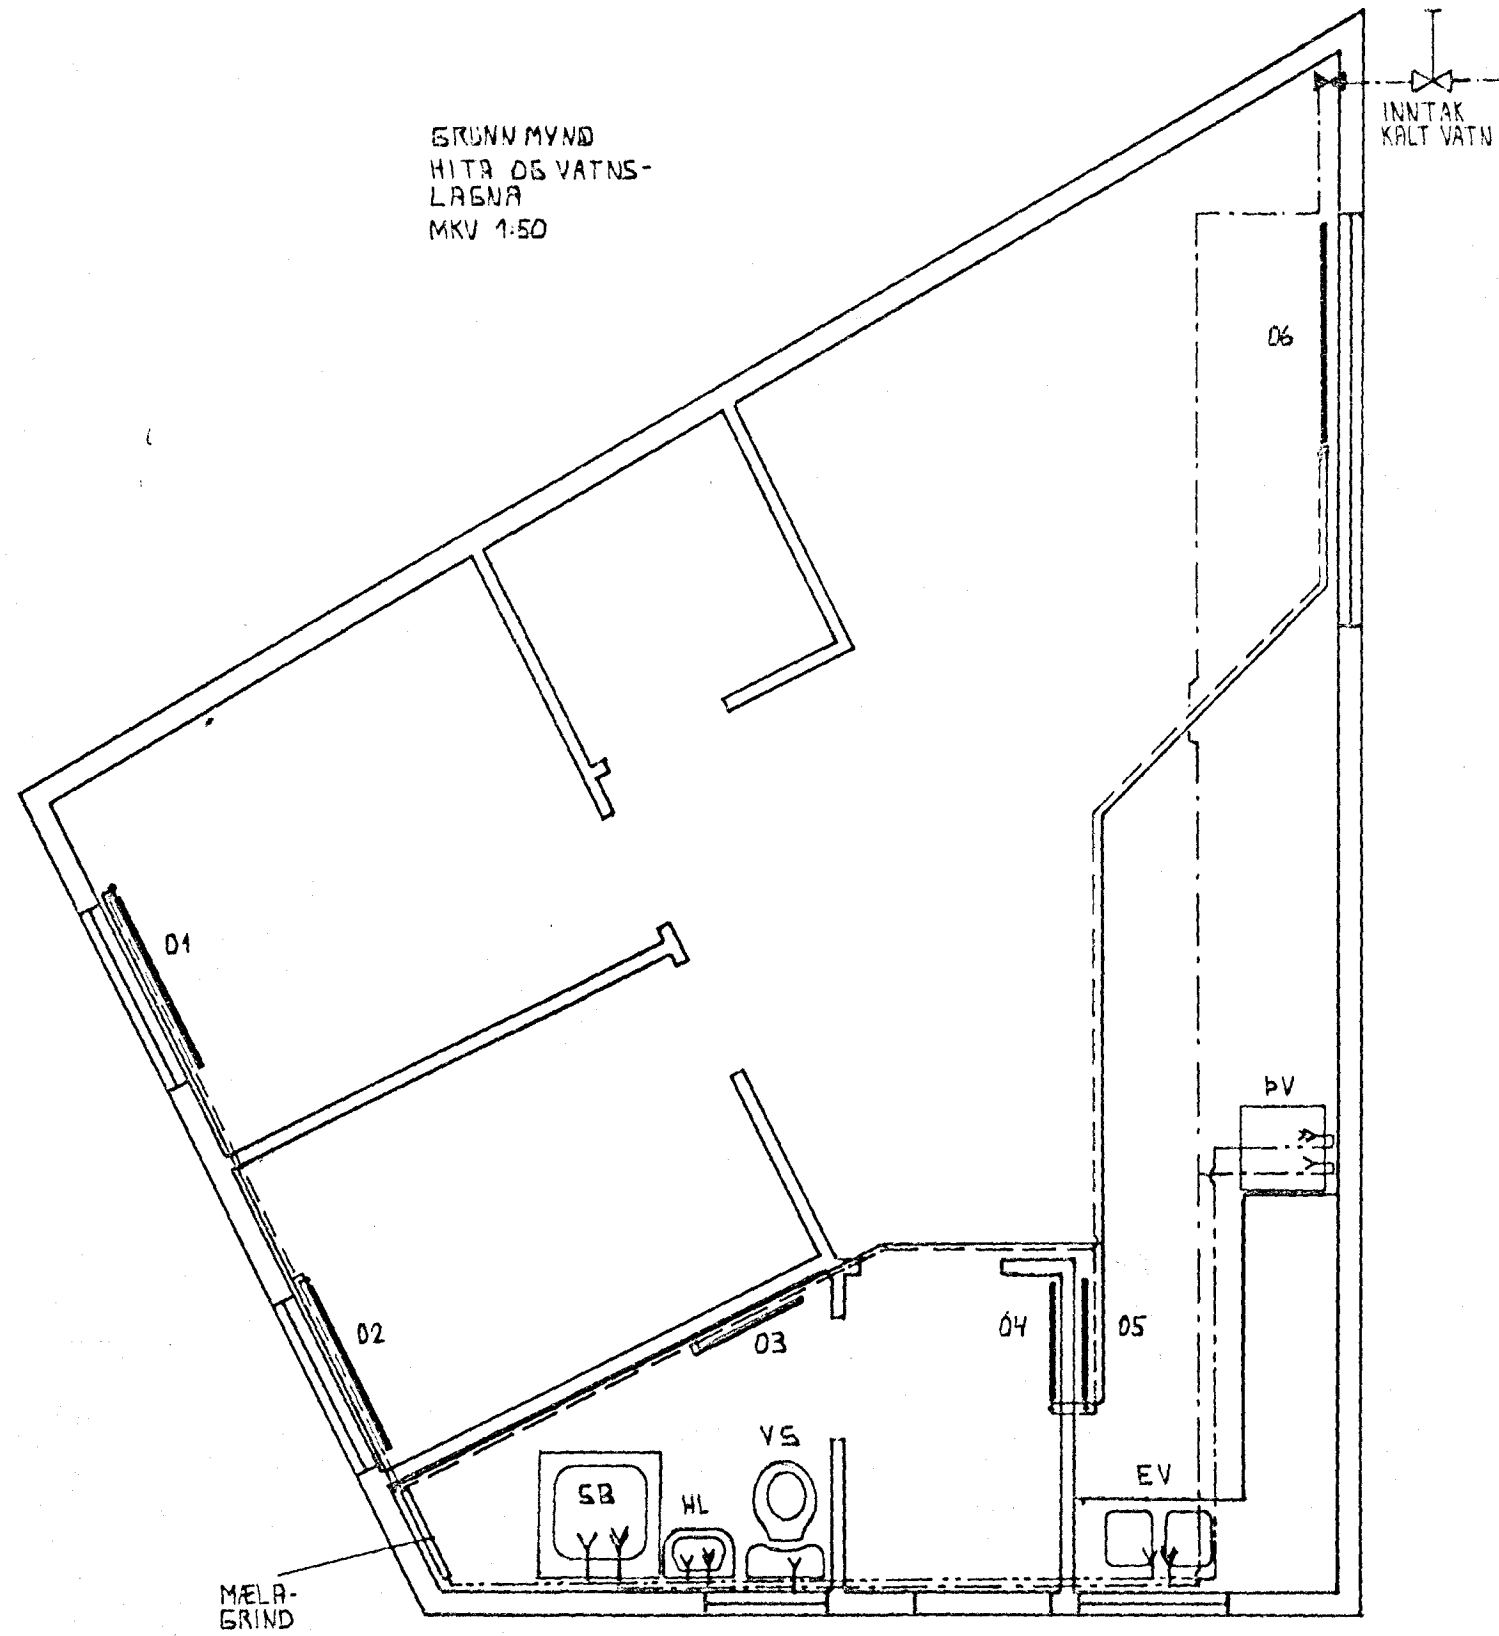 GRUNNMYND
HITA OG VATNS-
LAGNA
MKV 1:50
INNTAK
KALT VATN
06
01
ÞV
02
03
04
05
VS
EV
SB
HL
MÆLA-
GRIND